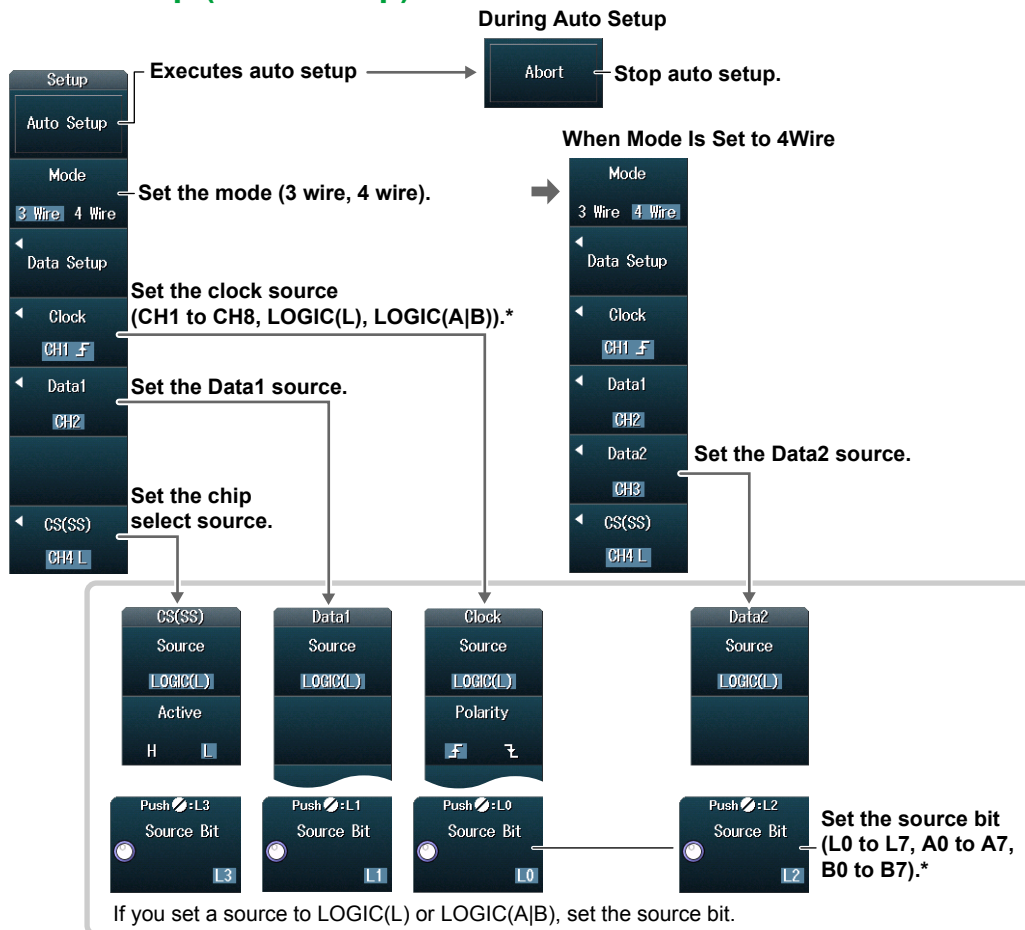 During Auto Setup
Setup
Auto Setup
Executes auto setup
Abort
Stop auto setup.
Mode
3 Wire 4 Wire
Set the mode (3 wire, 4 wire).
Data Setup
Clock
CH1
Set the clock source
(CH1 to CH8, LOGIC(L), LOGIC(A|B)).*
Data1
CH2
Set the Data1 source.
CS(SS)
CH4 L
Set the chip
select source.
When Mode Is Set to 4Wire
Mode
3 Wire 4 Wire
Data Setup
Clock
CH1
Data1
CH2
Data2
CH3
Set the Data2 source.
CS(SS)
CH4 L
CS(SS)
Source
LOGIC(L)
Active
H L
Push :L3
Source Bit
L3
Data1
Source
LOGIC(L)
Push :L1
Source Bit
L1
Clock
Source
LOGIC(L)
Polarity
Push :L0
Source Bit
L0
Data2
Source
LOGIC(L)
Push :L2
Source Bit
L2
Set the source bit
(L0 to L7, A0 to A7,
B0 to B7).*
If you set a source to LOGIC(L) or LOGIC(A|B), set the source bit.